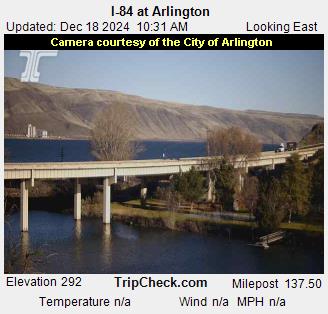 I-84 at Arlington
Updated: Dec 18 2024 10:31 AM Looking East
Camera courtesy of the City of Arlington
Elevation 292 TripCheck.com Milepost 137.50
Temperature n/a Wind n/a MPH n/a